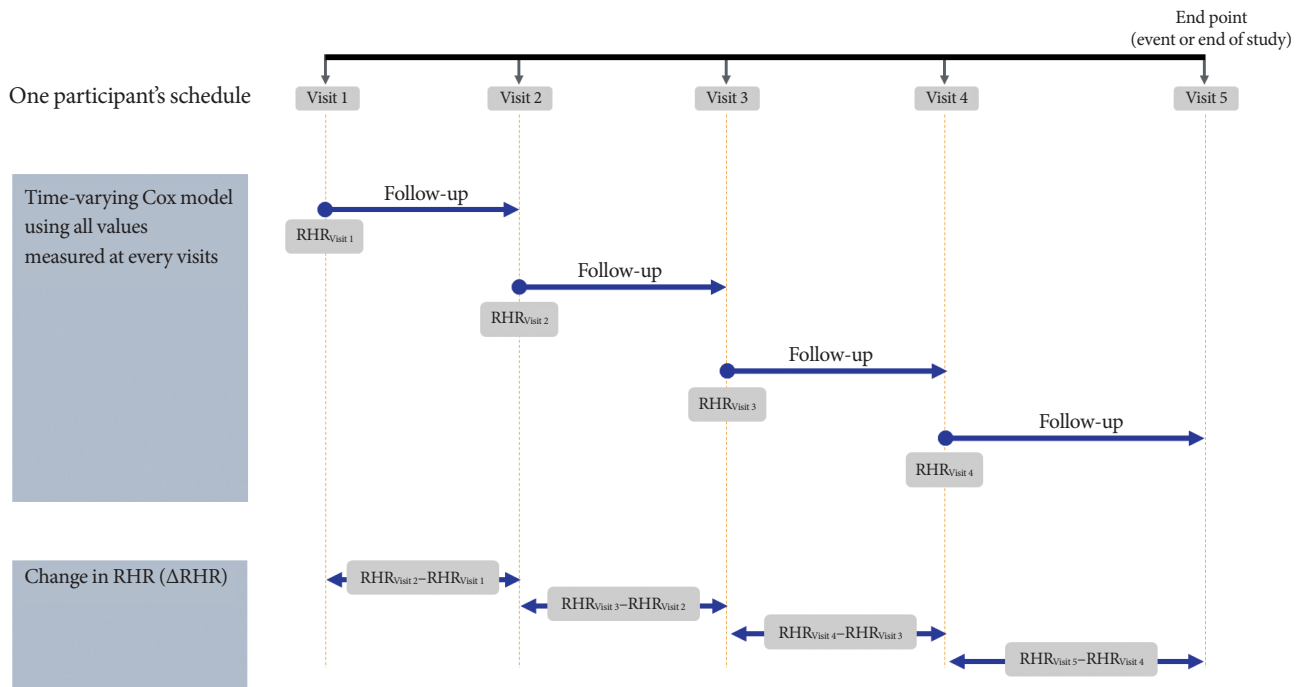 End point
(event or end of study)
One participant's schedule
Visit 1
Visit 2
Visit 3
Visit 4
Visit 5
Time-varying Cox model
using all values
measured at every visits
Follow-up
RHRVisit 1
Follow-up
RHRVisit 2
Follow-up
RHRVisit 3
Follow-up
RHRVisit 4
Change in RHR (ΔRHR)
RHRVisit 2–RHRVisit 1
RHRVisit 3–RHRVisit 2
RHRVisit 4–RHRVisit 3
RHRVisit 5–RHRVisit 4